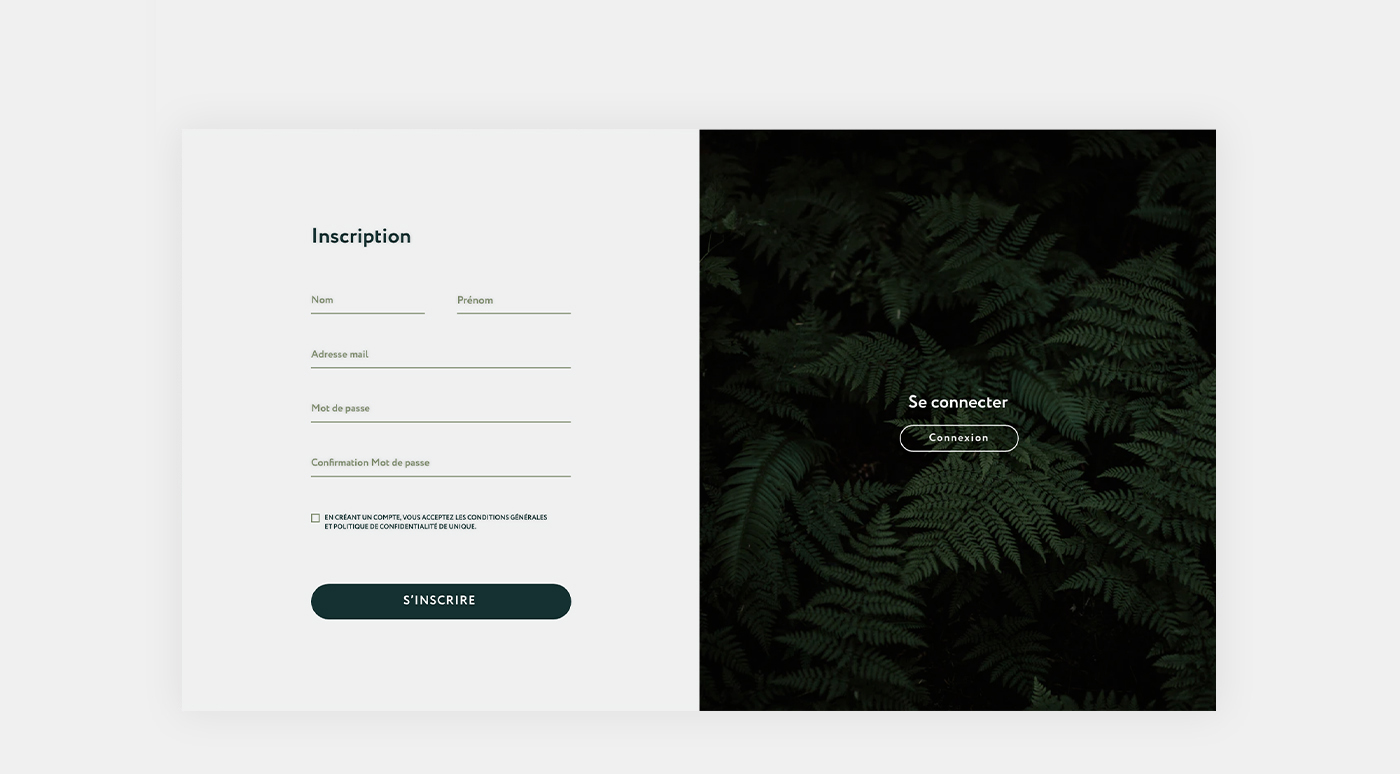 Inscription
Nom
Prénom
Adresse mail
Mot de passe
Confirmation Mot de passe
EN CRÉANT UN COMPTE, VOUS ACCEPTEZ LES CONDITIONS GÉNÉRALES
ET POLITIQUE DE CONFIDENTIALITÉ DE UNIQUE.
S'INSCRIRE
Se connecter
Connexion